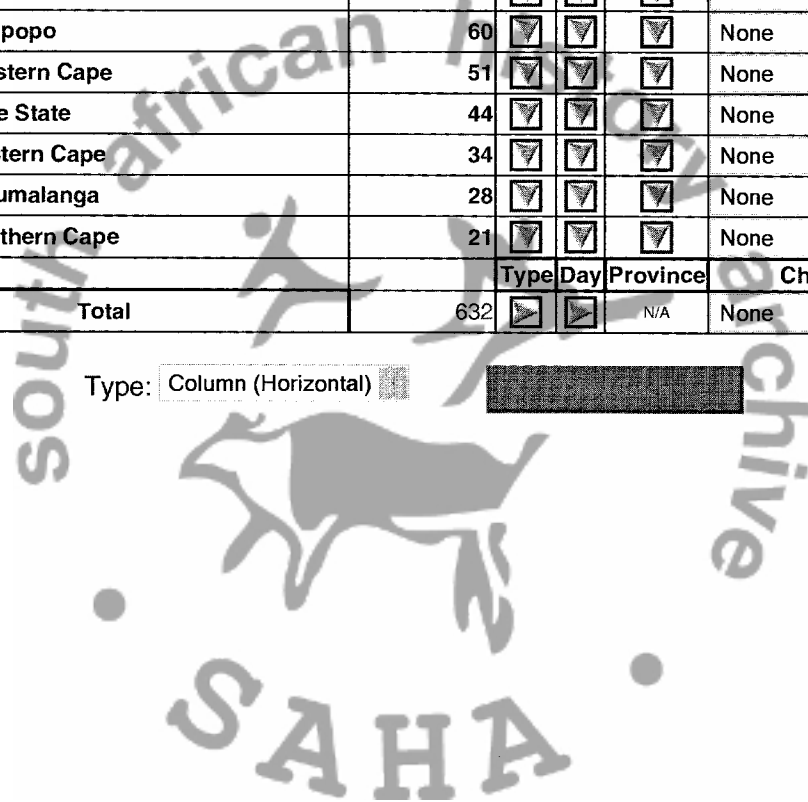 popo 60 None
stern Cape 51 None
e State 44 None
tern Cape 34 None
umalanga 28 None
thern Cape 21 None
Type Day Province Ch
Total 632 N/A None
Type: Column (Horizontal)
south african history archive
SAHA